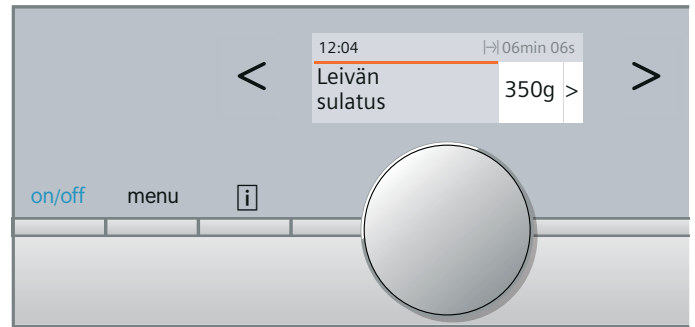 12:04 06min 06s
< Leivän 350g > >
sulatus
on/off menu i